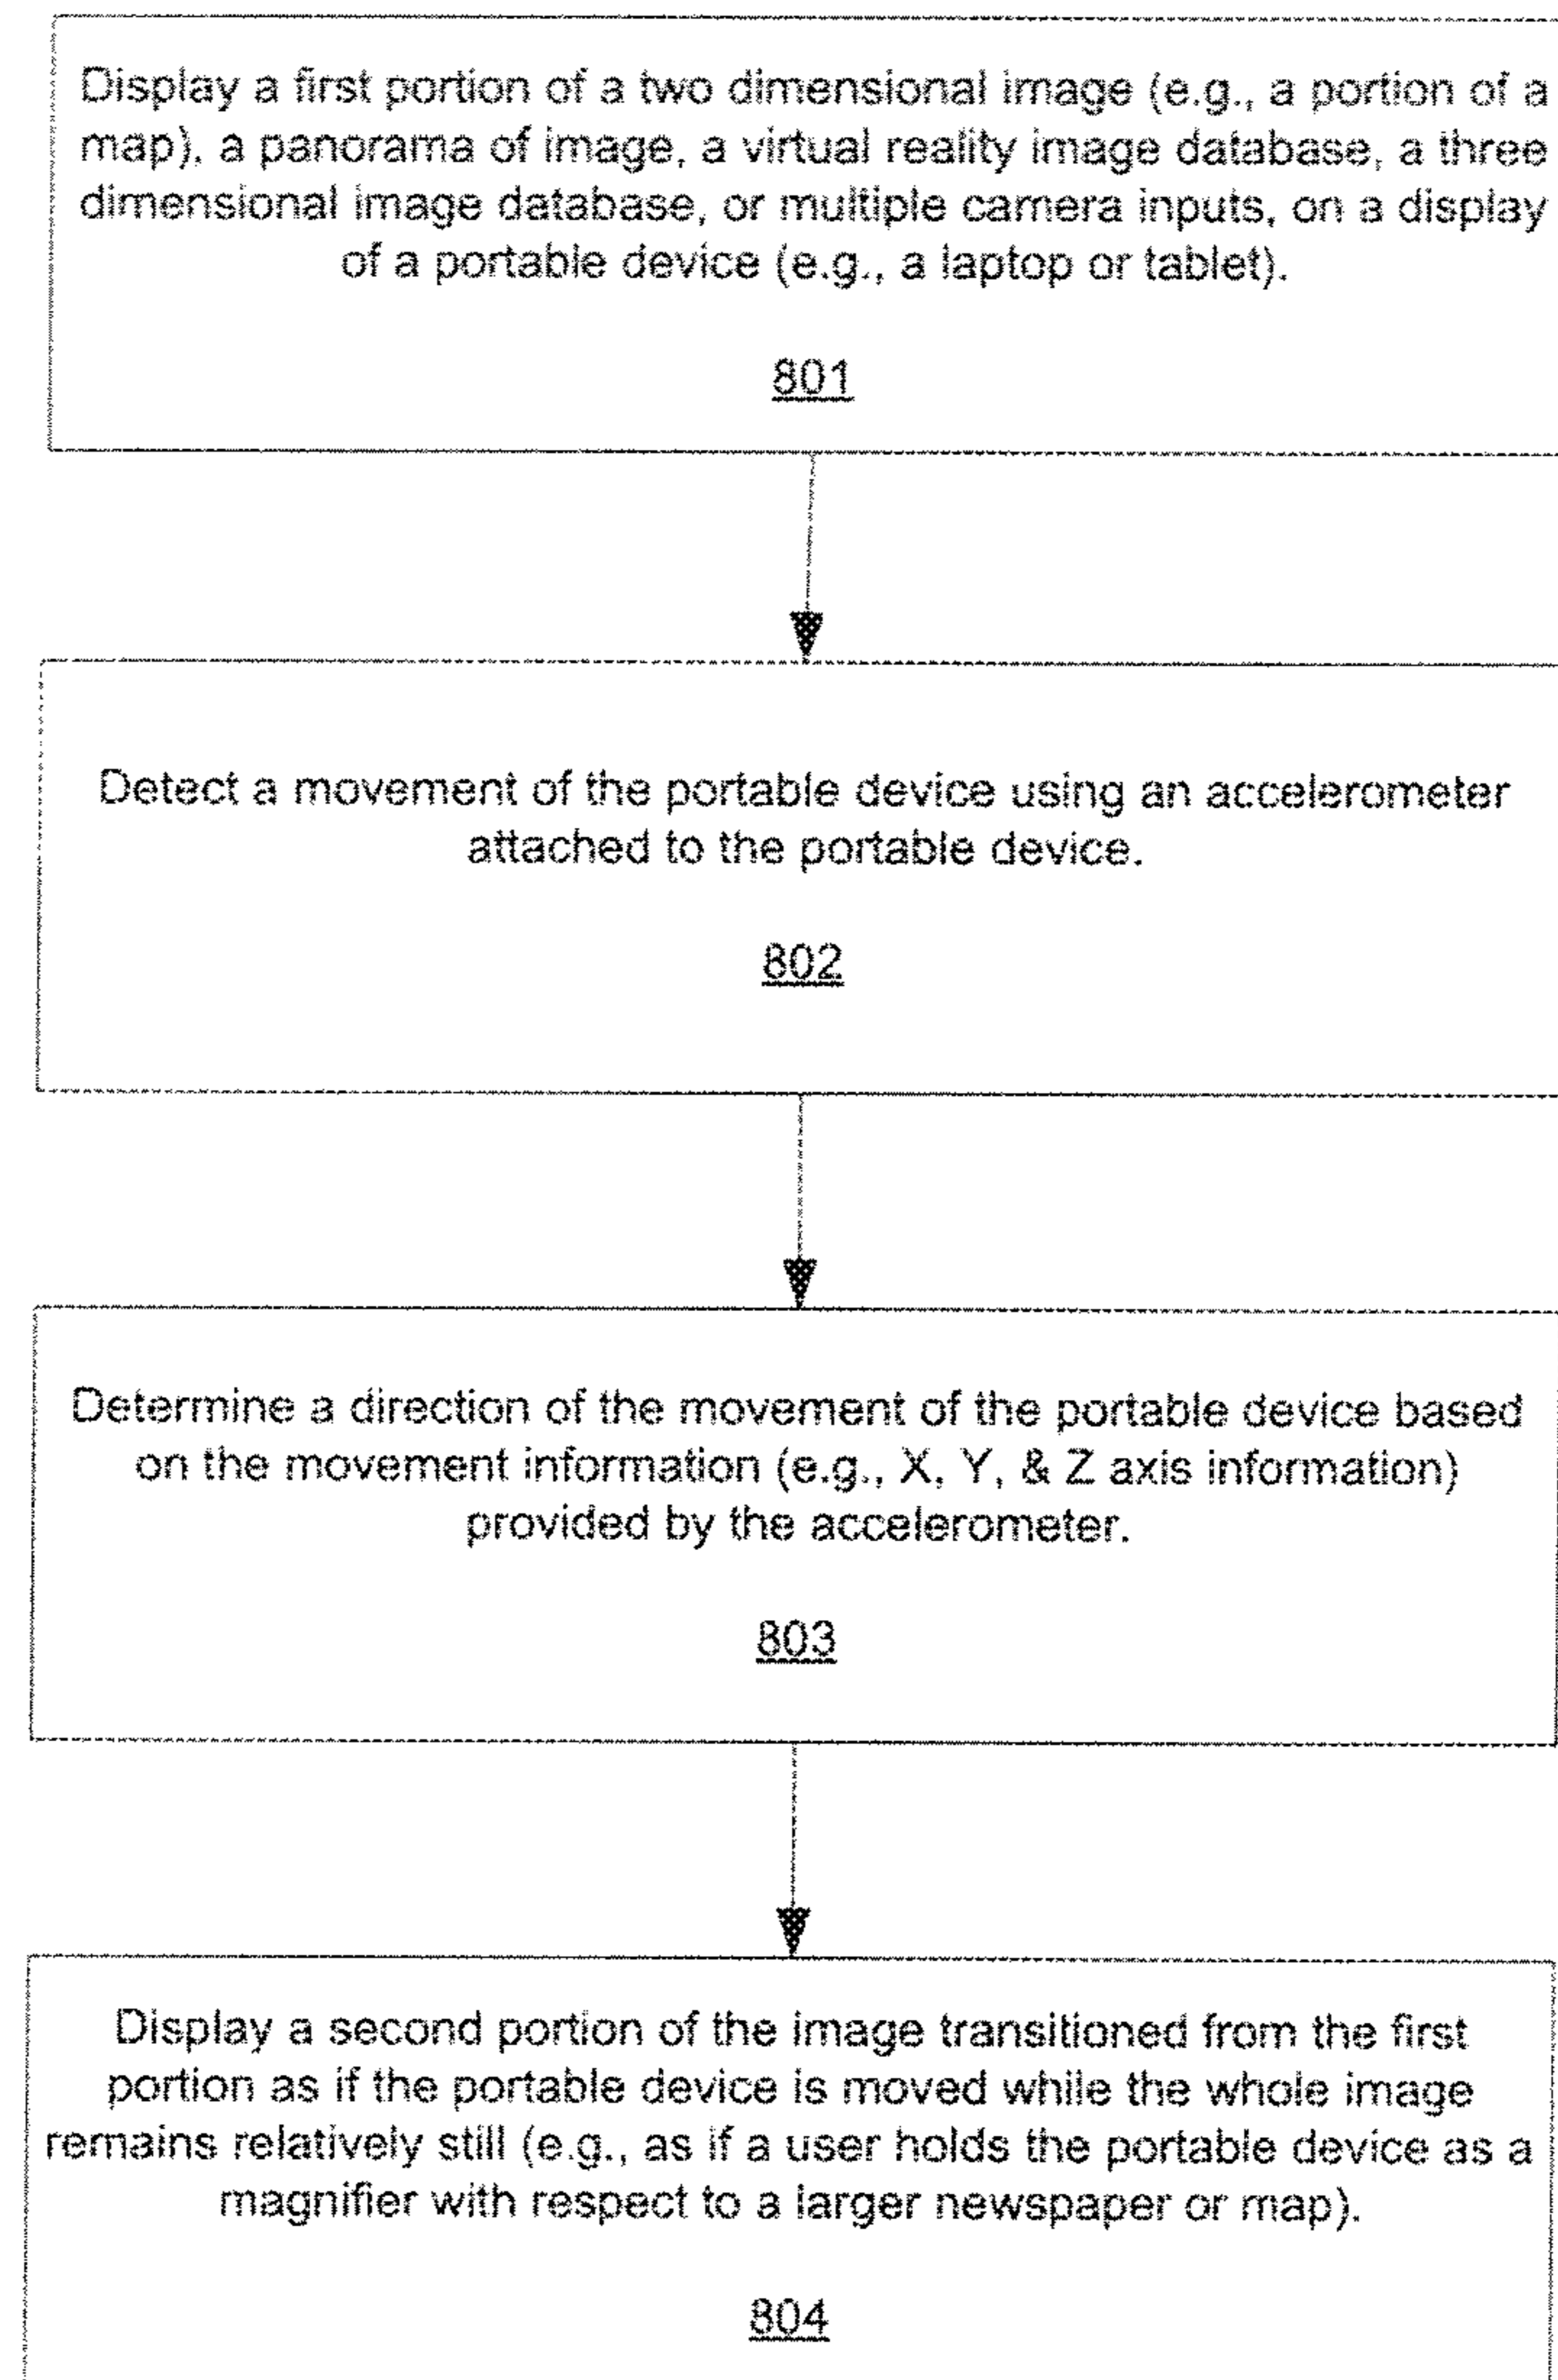 Display a first portion of a two dimensional image (e.g., a portion of a
map), a panorama of image, a virtual reality image database, a three
dimensional image database, or multiple camera inputs, on a display
of a portable device (e.g., a laptop or tablet).
801
Detect a movement of the portable device using an accelerometer
attached to the portable device.
802
Determine a direction of the movement of the portable device based
on the movement information (e.g., X, Y, & Z axis information)
provided by the accelerometer.
803
Display a second portion of the image transitioned from the first
portion as if the portable device is moved while the whole image
remains relatively still (e.g., as if a user holds the portable device as a
magnifier with respect to a larger newspaper or map).
804